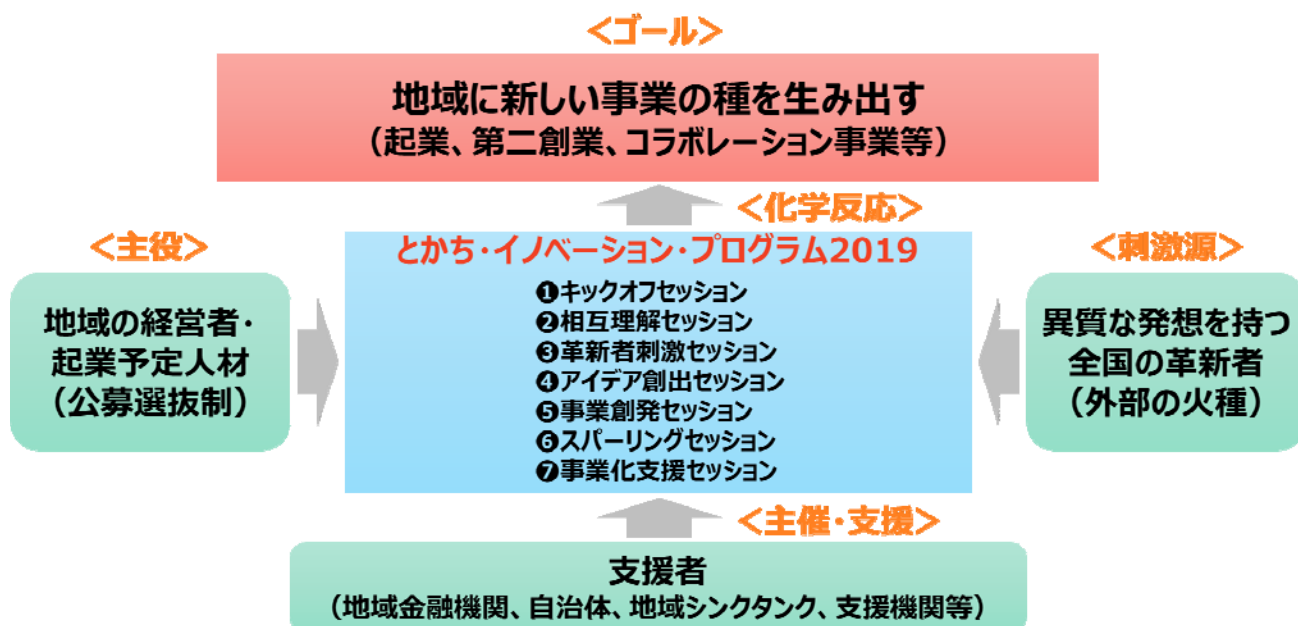 <ゴール>
地域に新しい事業の種を生み出す
（起業、第二創業、コラボレーション事業等）
<化学反応>
<主役>
地域の経営者・
起業予定人材
（公募選抜制）
とかち・イノベーション・プログラム2019
❶キックオフセッション
❷相互理解セッション
❸革新者刺激セッション
❹アイデア創出セッション
❺事業創発セッション
❻スパーリングセッション
❼事業化支援セッション
<刺激源>
異質な発想を持つ
全国の革新者
（外部の火種）
<主催・支援>
支援者
（地域金融機関、自治体、地域シンクタンク、支援機関等）